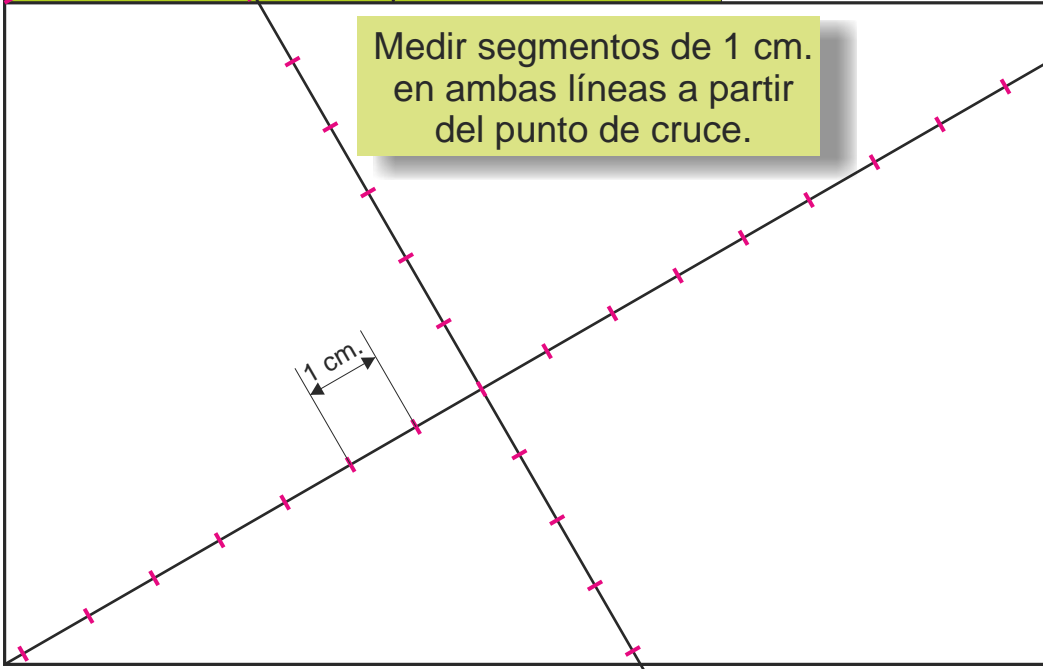 Medir segmentos de 1 cm.
en ambas líneas a partir
del punto de cruce.
1 cm.